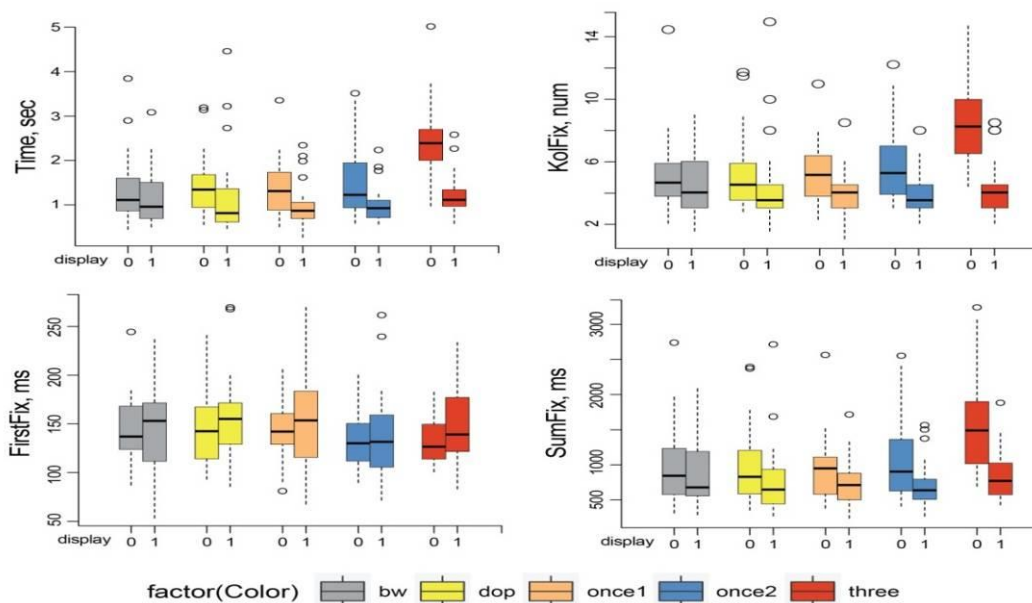 Time, sec
5
4
3
2
1
display 0 1 0 1 0 1 0 1 0 1
KolFix, num
14
10
6
2
display 0 1 0 1 0 1 0 1 0 1
FirstFix, ms
250
200
150
100
50
display 0 1 0 1 0 1 0 1 0 1
SumFix, ms
3000
2000
1000
500
display 0 1 0 1 0 1 0 1 0 1
factor(Color) bw dop once1 once2 three